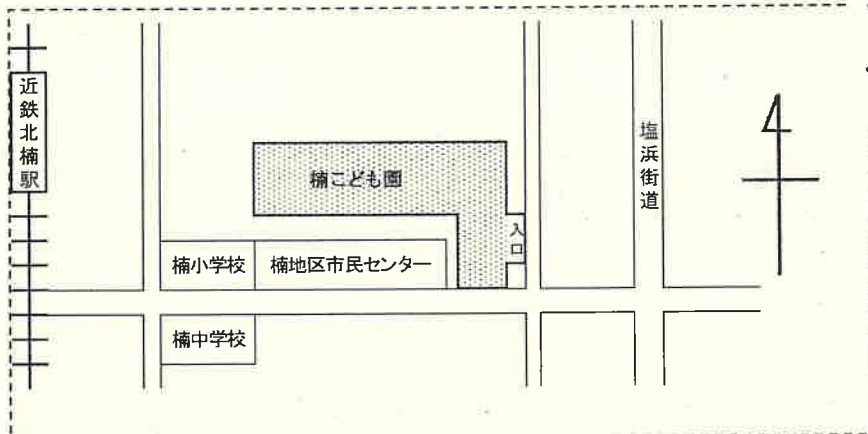 近鉄北楠駅
塩浜街道
楠こども園
入口
楠小学校
楠地区市民センター
楠中学校